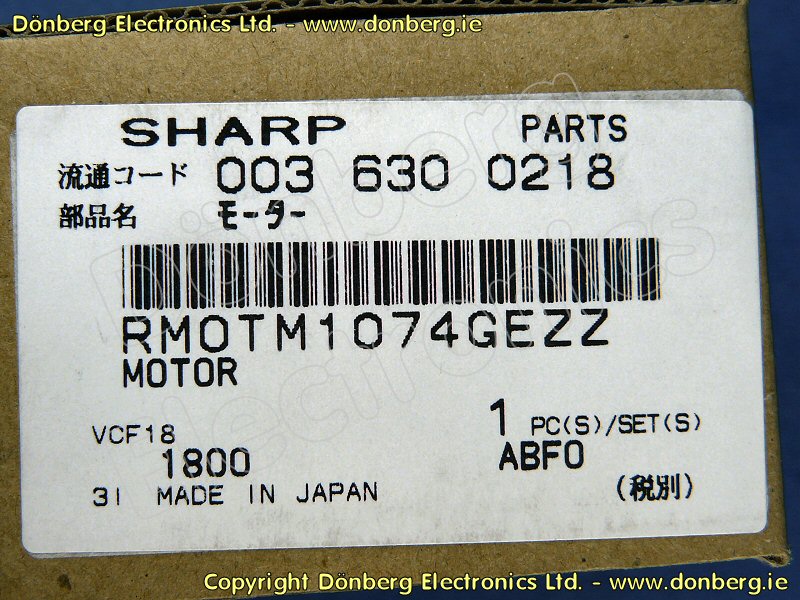 Dönberg Electronics Ltd. - www.donberg.ie
SHARP PARTS
流通コード 003 630 0218
部品名 モーター
RMOTM1074GEZZ
MOTOR
VCF18 1 PC(S)/SET(S)
1800 ABF0
31 MADE IN JAPAN (税別)
Dönberg
Electronics
Copyright Dönberg Electronics Ltd. - www.donberg.ie